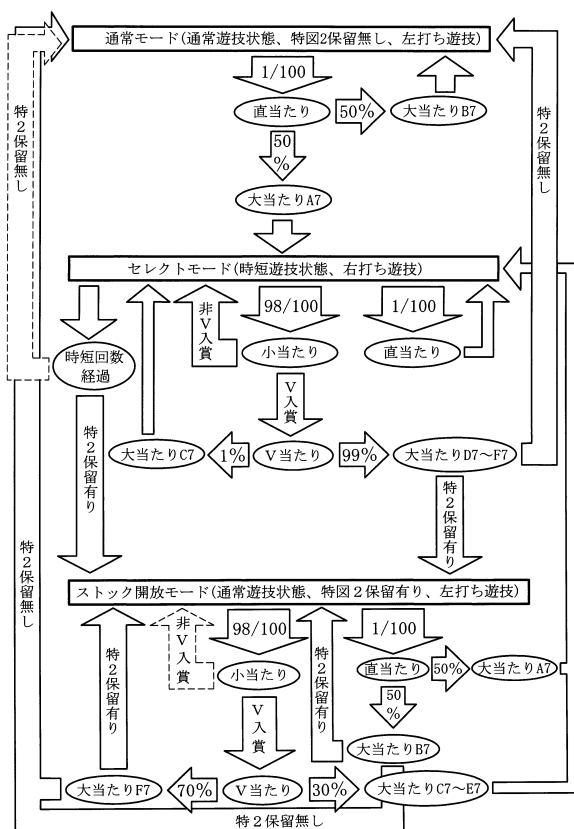 通常モード(通常遊技状態、特図2保留無し、左打ち遊技)
1/100
直当たり
50%
大当たりB7
50%
大当たりA7
特2保留無し
特2保留無し
セレクトモード(時短遊技状態、右打ち遊技)
非V入賞
98/100
1/100
小当たり
直当たり
時短回数
経過
V入賞
大当たりC7
1%
V当たり
99%
大当たりD7～F7
特2保留有り
特2保留有り
特2保留無し
ストック開放モード(通常遊技状態、特図２保留有り、左打ち遊技)
特2保留有り
非V入賞
98/100
特2保留有り
1/100
小当たり
直当たり
50%
大当たりA7
50%
V入賞
大当たりB7
大当たりF7
70%
V当たり
30%
大当たりC7～E7
特2保留無し